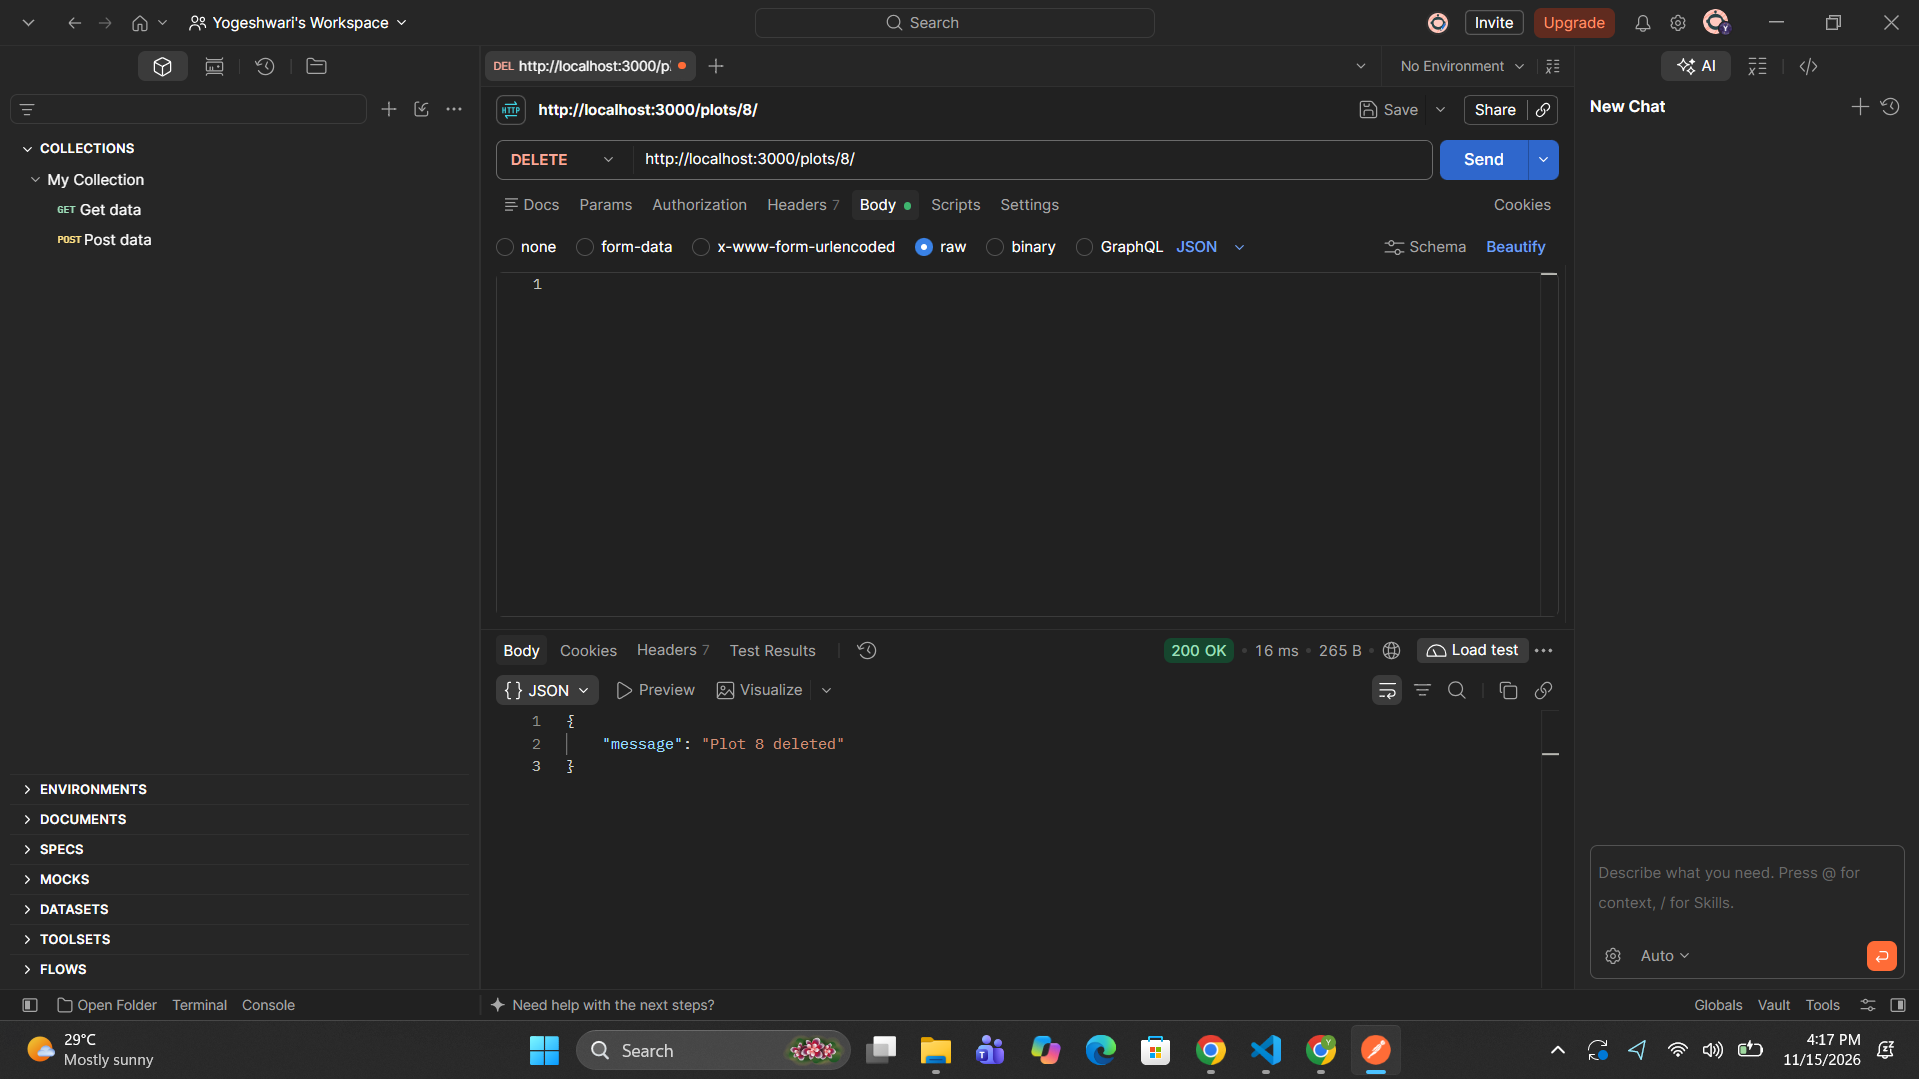 Yogeshwari's Workspace
Search
Invite
Upgrade
Y
DEL http://localhost:3000/p
No Environment
AI
HTTP
http://localhost:3000/plots/8/
Save
Share
New Chat
COLLECTIONS
My Collection
GET Get data
POST Post data
DELETE
http://localhost:3000/plots/8/
Send
Docs
Params
Authorization
Headers 7
Body
Scripts
Settings
Cookies
none
form-data
x-www-form-urlencoded
raw
binary
GraphQL
JSON
Schema
Beautify
1
Body
Cookies
Headers 7
Test Results
200 OK
16 ms
265 B
Load test
{} JSON
Preview
Visualize
1 {
2 "message": "Plot 8 deleted"
3 }
ENVIRONMENTS
DOCUMENTS
SPECS
MOCKS
DATASETS
TOOLSETS
FLOWS
Describe what you need. Press @ for
context, / for Skills.
Auto
Open Folder
Terminal
Console
Need help with the next steps?
Globals
Vault
Tools
29°C
Mostly sunny
Search
4:17 PM
11/15/2026